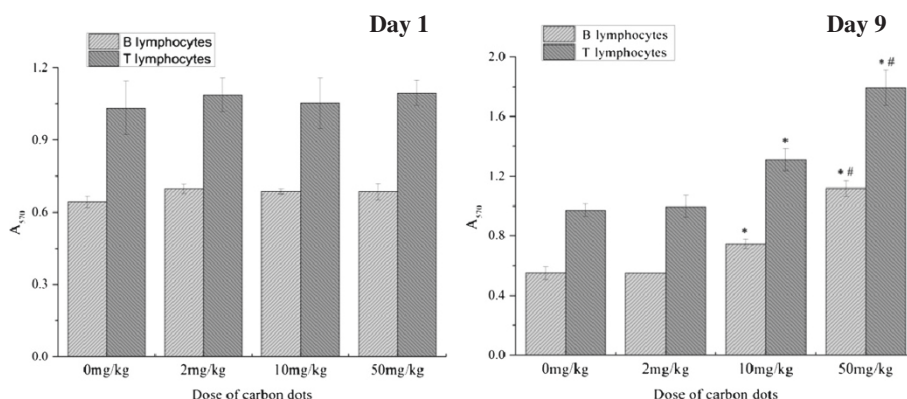 Day 1
B lymphocytes
T lymphocytes
1.2
0.9
0.6
0.3
0.0
A570
0mg/kg 2mg/kg 10mg/kg 50mg/kg
Dose of carbon dots
Day 9
B lymphocytes
T lymphocytes
2.0
1.6
1.2
0.8
0.4
0.0
A570
*
*
* #
* #
0mg/kg 2mg/kg 10mg/kg 50mg/kg
Dose of carbon dots